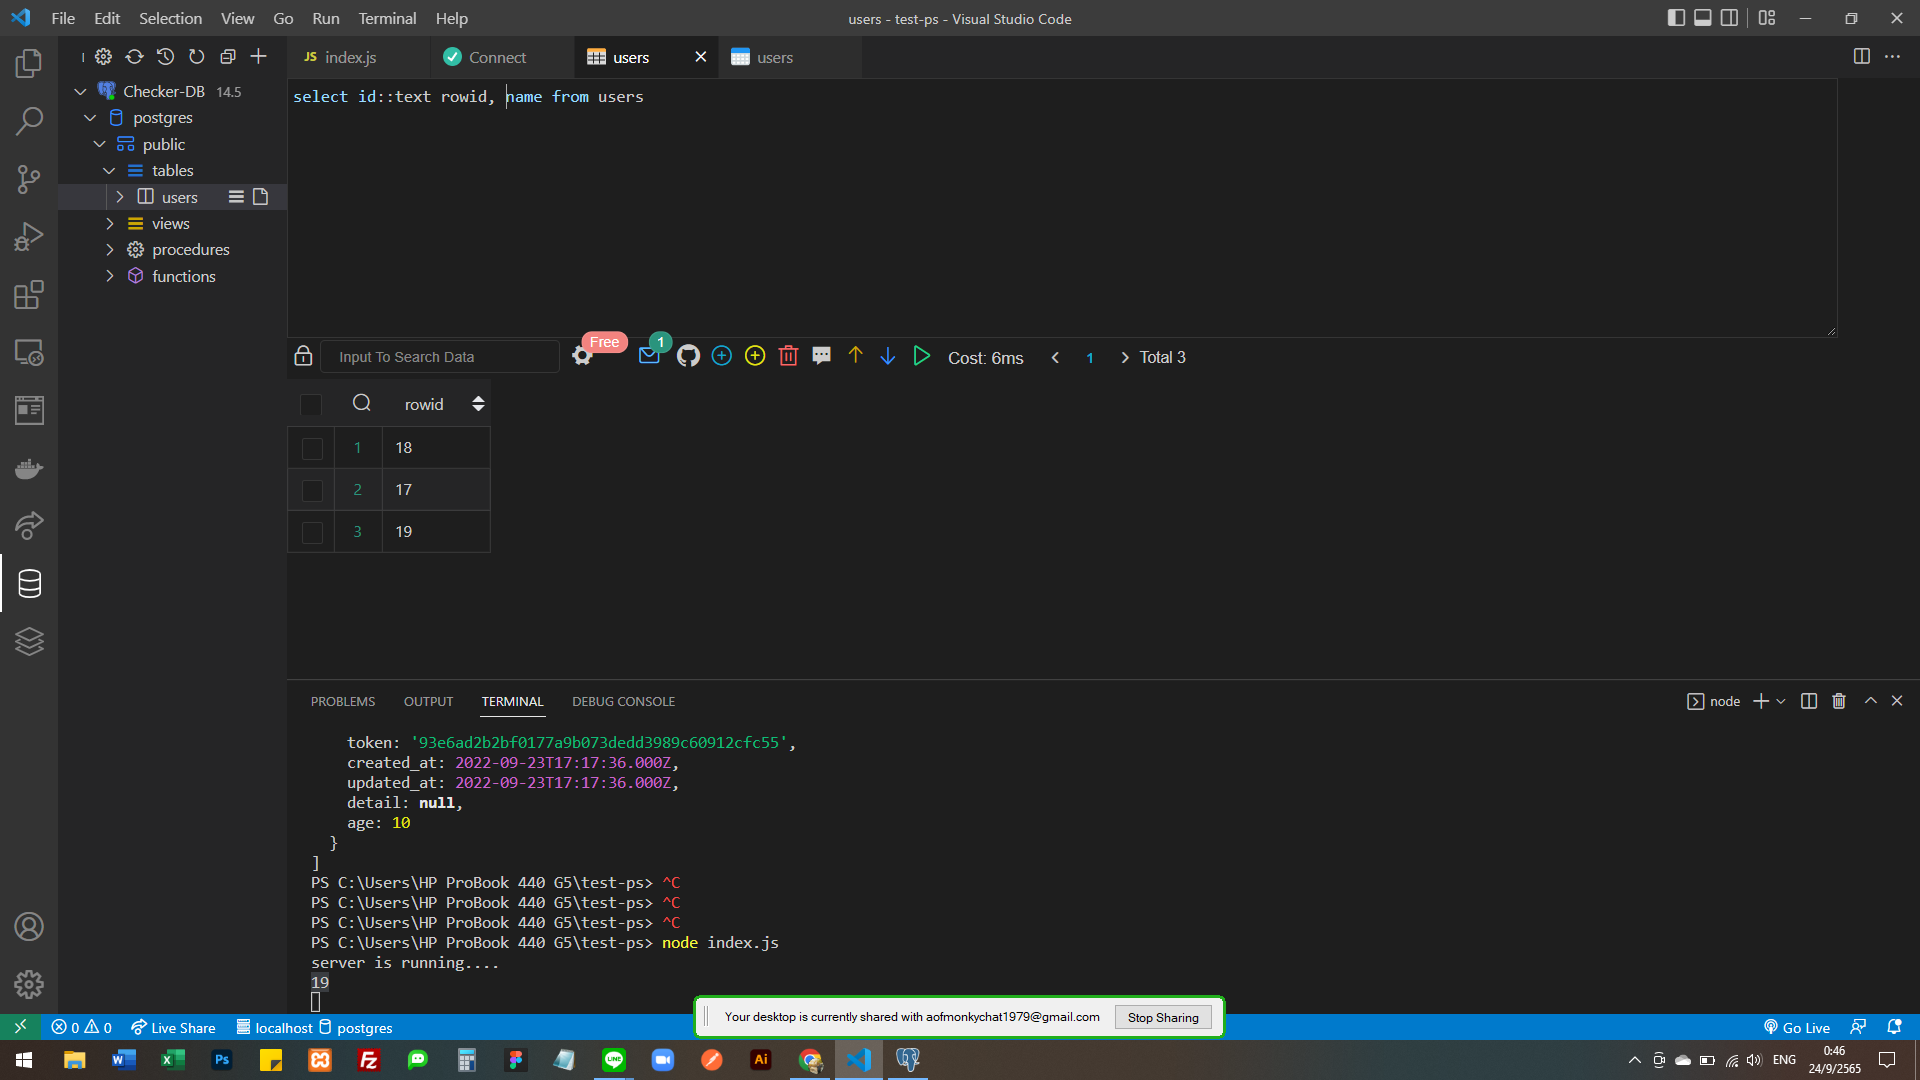 File Edit Selection View Go Run Terminal Help
users - test-ps - Visual Studio Code
JS index.js
Connect
users
users
Checker-DB 14.5
postgres
public
tables
users
views
procedures
functions
select id::text rowid, name from users
Input To Search Data
Free
1
Cost: 6ms
1
Total 3
rowid
1 18
2 17
3 19
PROBLEMS OUTPUT TERMINAL DEBUG CONSOLE
node
token: '93e6ad2b2bf0177a9b073dedd3989c60912cfc55',
created_at: 2022-09-23T17:17:36.000Z,
updated_at: 2022-09-23T17:17:36.000Z,
detail: null,
age: 10
}
]
PS C:\Users\HP ProBook 440 G5\test-ps> ^C
PS C:\Users\HP ProBook 440 G5\test-ps> ^C
PS C:\Users\HP ProBook 440 G5\test-ps> ^C
PS C:\Users\HP ProBook 440 G5\test-ps> node index.js
server is running....
19
Your desktop is currently shared with aofmonkychat1979@gmail.com
Stop Sharing
0 0 Live Share localhost postgres
Go Live
Ps
Fz
LINE
Ai
ENG
0:46
24/9/2565